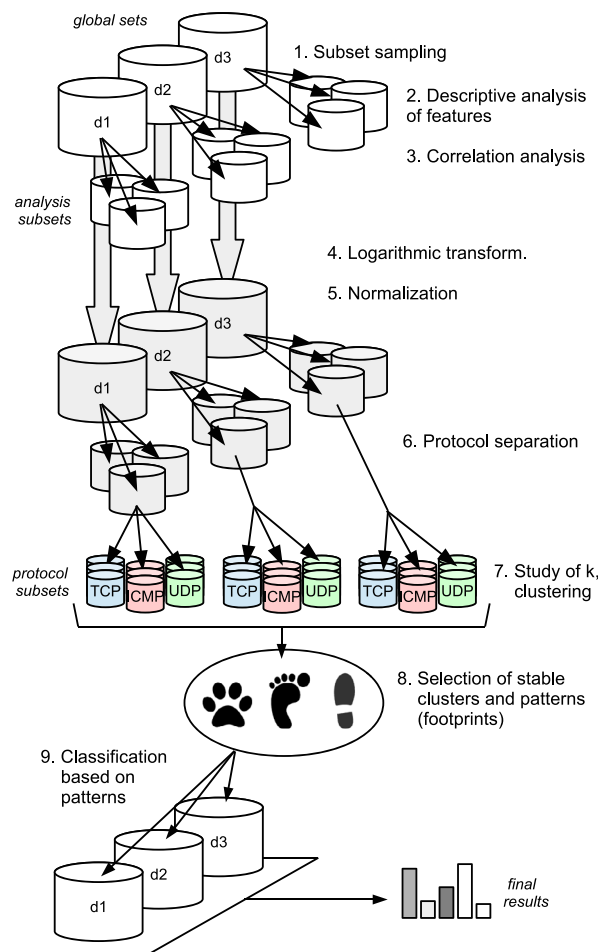 global sets
d3
1. Subset sampling
d2
2. Descriptive analysis
of features
d1
3. Correlation analysis
analysis
subsets
4. Logarithmic transform.
5. Normalization
d3
d2
d1
6. Protocol separation
protocol
subsets
TCP
ICMP
UDP
TCP
ICMP
UDP
TCP
ICMP
UDP
7. Study of k,
clustering
8. Selection of stable
clusters and patterns
(footprints)
9. Classification
based on
patterns
d3
d2
d1
final
results